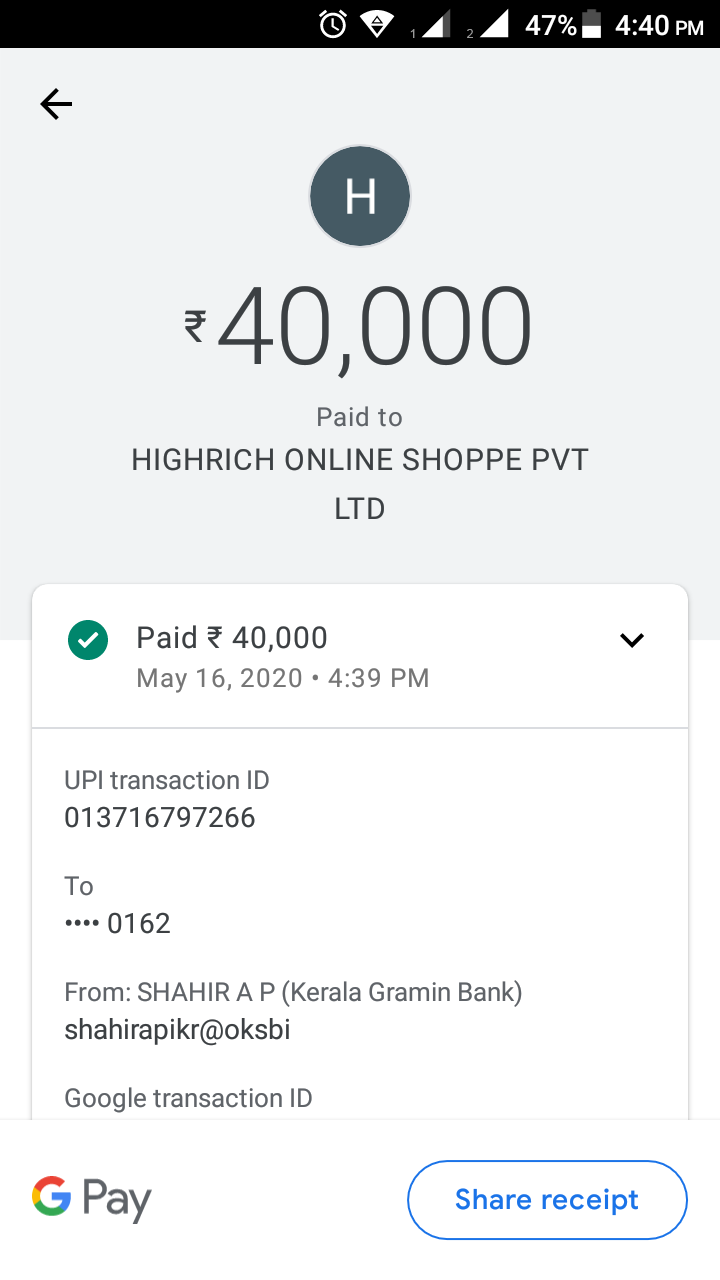 1 2 47% 4:40 PM
H
₹40,000
Paid to
HIGHRICH ONLINE SHOPPE PVT
LTD
Paid ₹ 40,000
May 16, 2020 • 4:39 PM
UPI transaction ID
013716797266
To
•••• 0162
From: SHAHIR A P (Kerala Gramin Bank)
shahirapikr@oksbi
Google transaction ID
G Pay
Share receipt